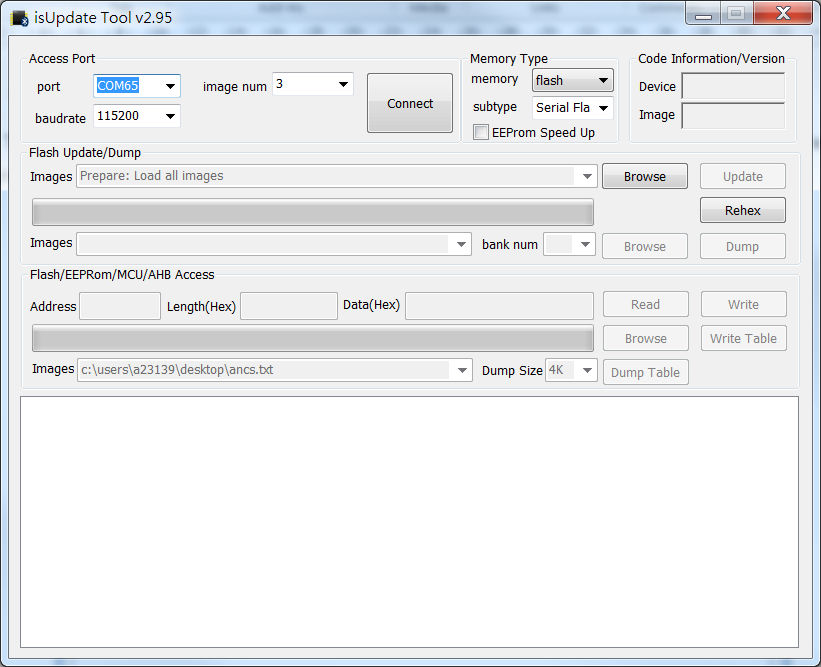 isUpdate Tool v2.95
Access Port
port COM65 image num 3 Connect
baudrate 115200
Memory Type
memory flash
subtype Serial Fla
EEProm Speed Up
Code Information/Version
Device
Image
Flash Update/Dump
Images Prepare: Load all images Browse Update
Rehex
Images bank num Browse Dump
Flash/EEPRom/MCU/AHB Access
Address Length(Hex) Data(Hex) Read Write
Browse Write Table
Images c:\users\a23139\desktop\ancs.txt Dump Size 4K Dump Table